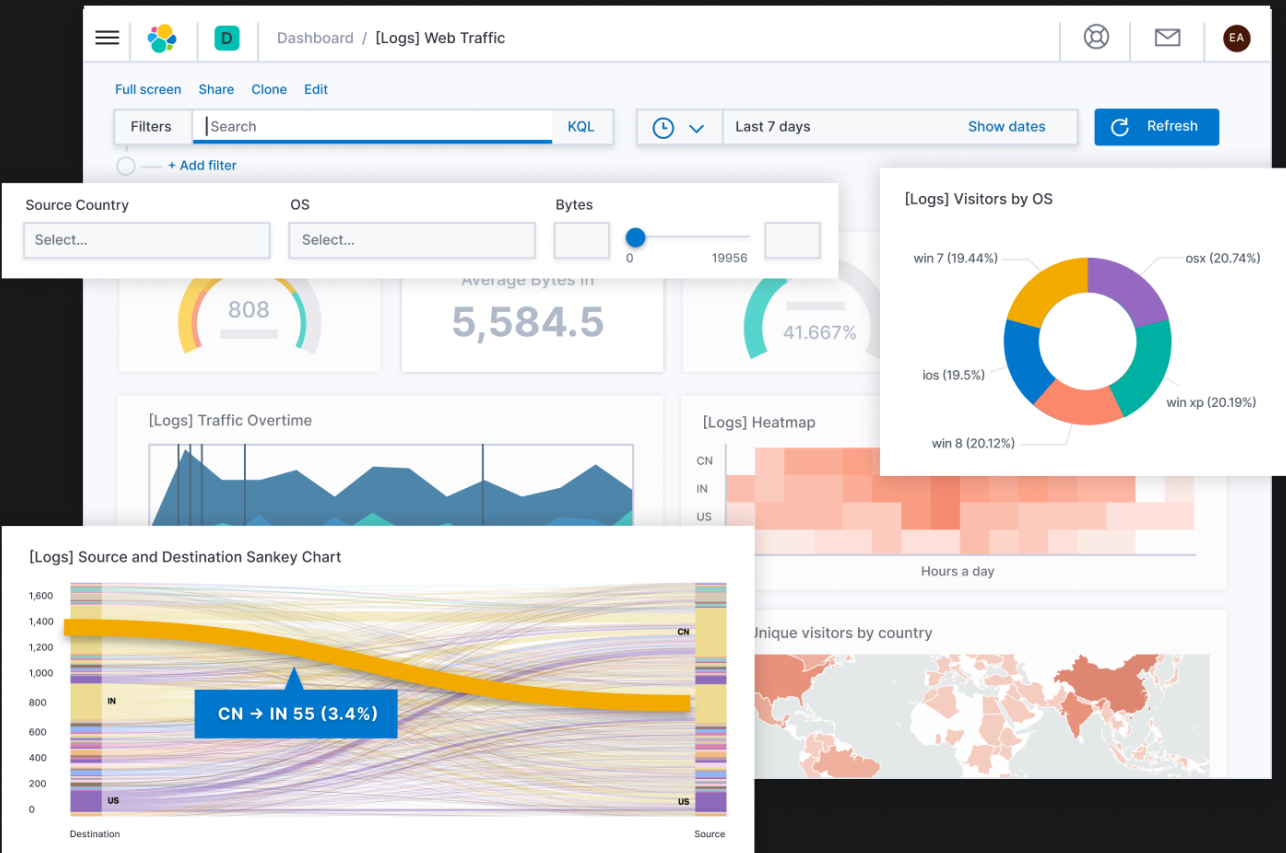 D
Dashboard / [Logs] Web Traffic
EA
Full screen Share Clone Edit
Filters Search KQL
Last 7 days Show dates
Refresh
+ Add filter
Source Country OS Bytes
Select... Select...
0 19956
[Logs] Visitors by OS
win 7 (19.44%)
osx (20.74%)
ios (19.5%)
win xp (20.19%)
win 8 (20.12%)
808
Average Bytes In
5,584.5
41.667%
[Logs] Traffic Overtime
[Logs] Heatmap
CN
IN
US
Hours a day
[Logs] Source and Destination Sankey Chart
1,600
1,400
1,200
1,000
800
600
400
200
0
CN
IN
US
US
CN → IN 55 (3.4%)
Destination Source
Unique visitors by country